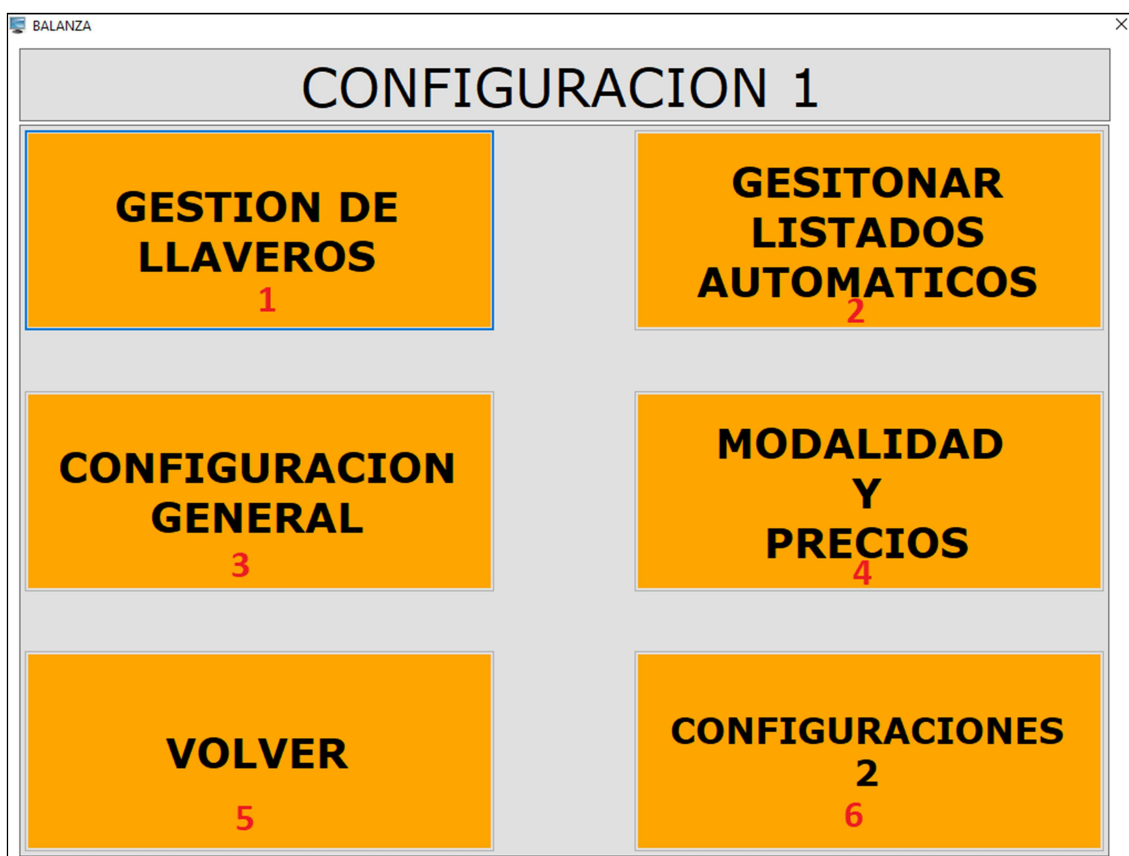 BALANZA
CONFIGURACION 1
GESTION DE
LLAVEROS
1
GESITONAR
LISTADOS
AUTOMATICOS
2
CONFIGURACION
GENERAL
3
MODALIDAD
Y
PRECIOS
4
VOLVER
5
CONFIGURACIONES
2
6